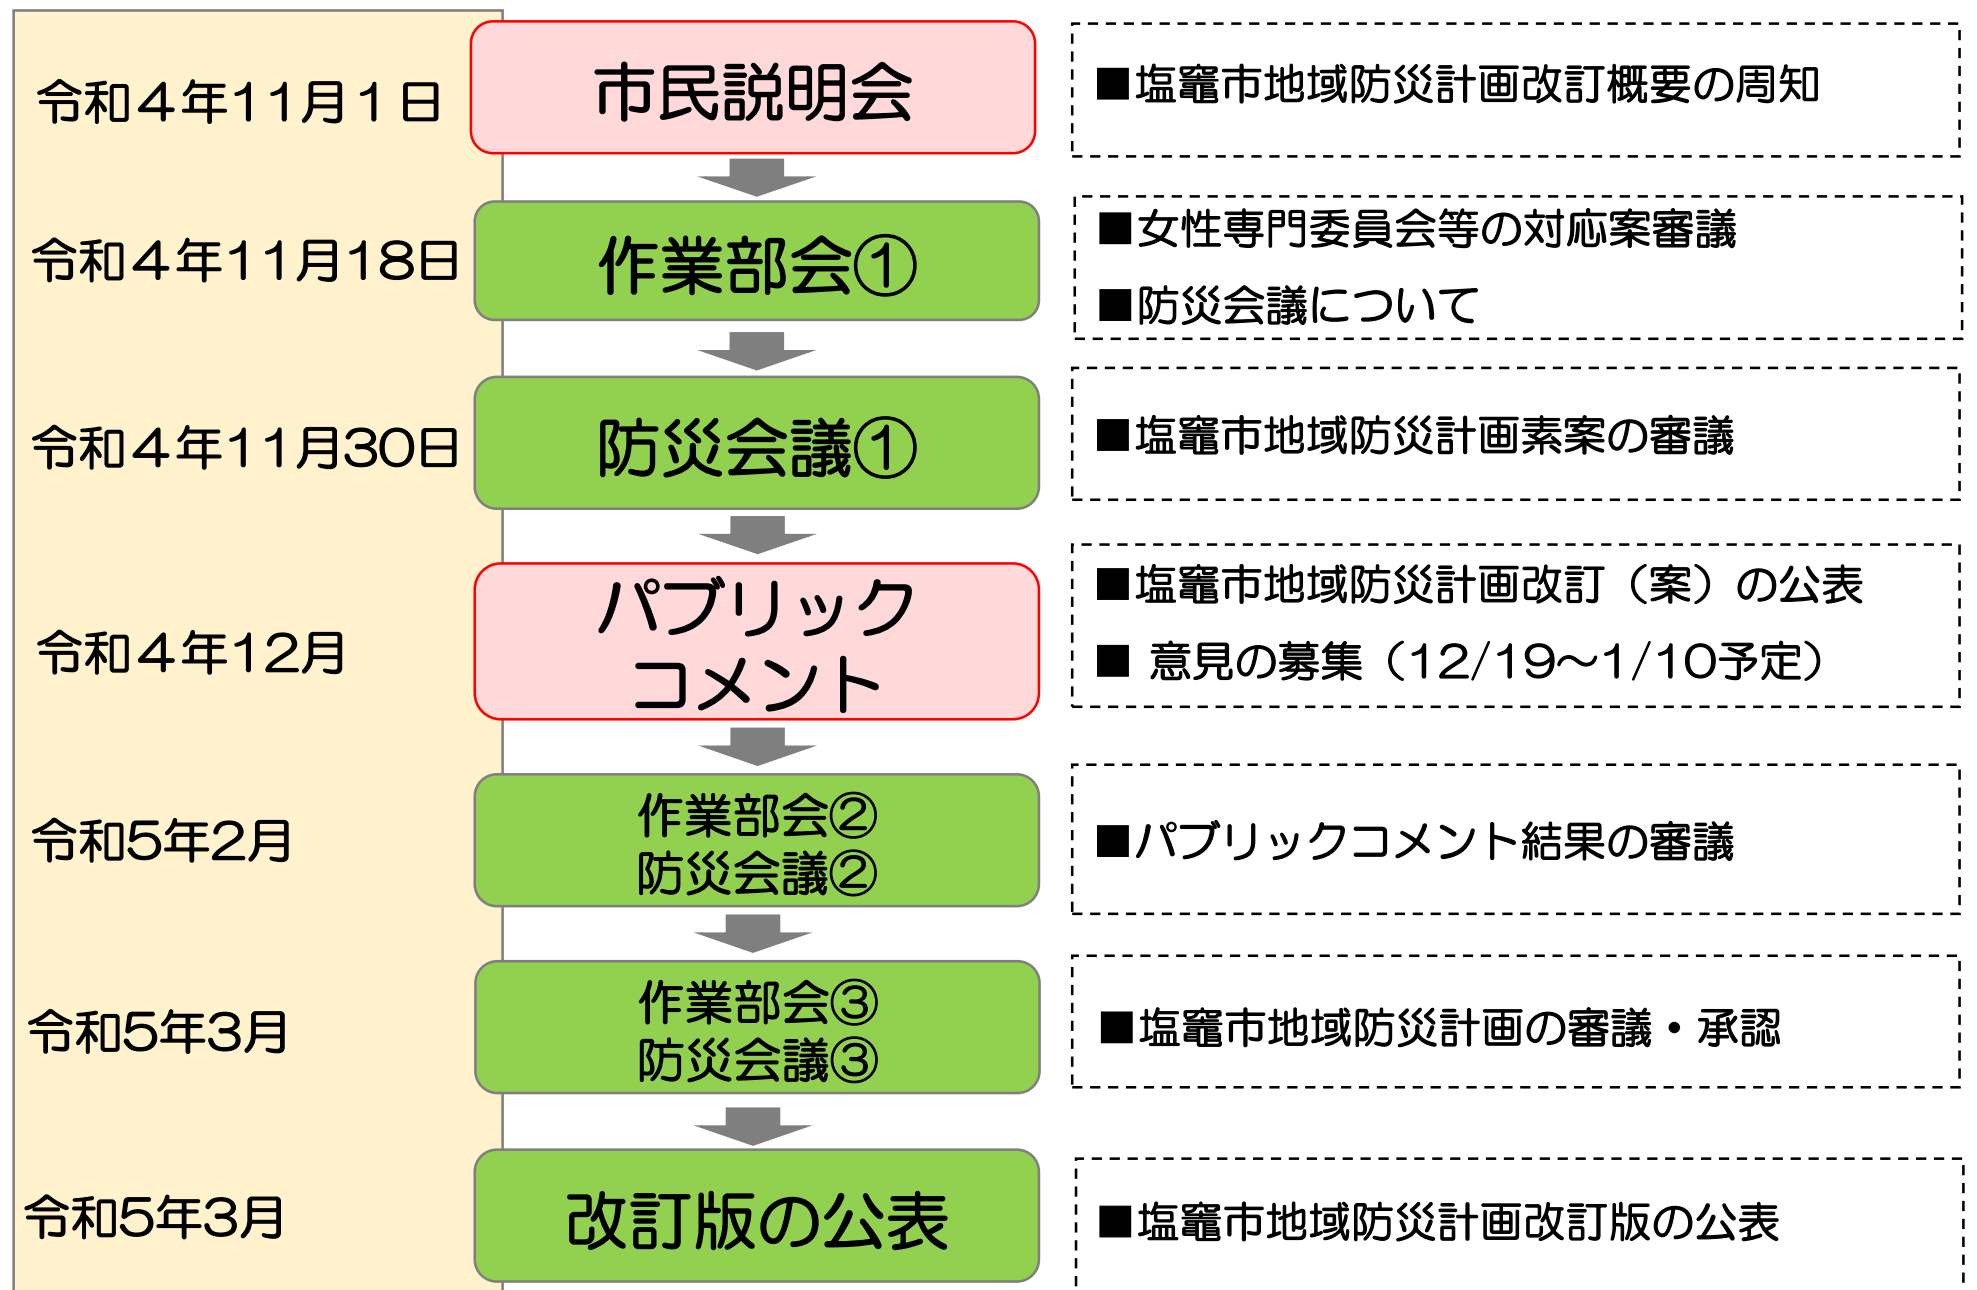 令和４年11月１日
市民説明会
■塩竈市地域防災計画改訂概要の周知
令和４年11月18日
作業部会①
■女性専門委員会等の対応案審議
■防災会議について
令和４年11月30日
防災会議①
■塩竈市地域防災計画素案の審議
令和４年12月
パブリック
コメント
■塩竈市地域防災計画改訂（案）の公表
■ 意見の募集（12/19～1/10予定）
令和5年2月
作業部会②
防災会議②
■パブリックコメント結果の審議
令和5年3月
作業部会③
防災会議③
■塩竈市地域防災計画の審議・承認
令和5年3月
改訂版の公表
■塩竈市地域防災計画改訂版の公表